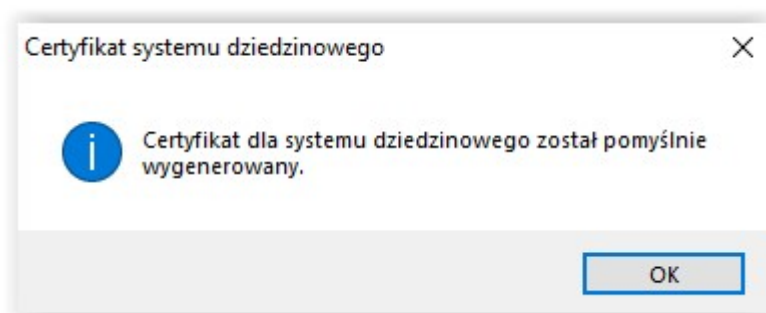 Certyfikat systemu dziedzinowego
Certyfikat dla systemu dziedzinowego został pomyślnie
wygenerowany.
OK